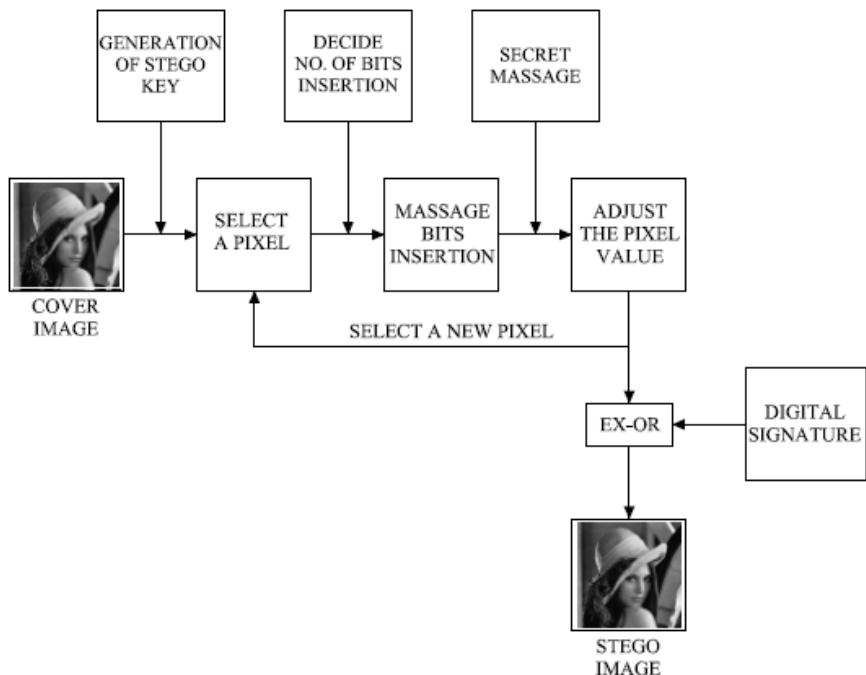 GENERATION
OF STEGO
KEY
DECIDE
NO. OF BITS
INSERTION
SECRET
MASSAGE
COVER
IMAGE
SELECT
A PIXEL
MASSAGE
BITS
INSERTION
ADJUST
THE PIXEL
VALUE
SELECT A NEW PIXEL
EX-OR
DIGITAL
SIGNATURE
STEGO
IMAGE